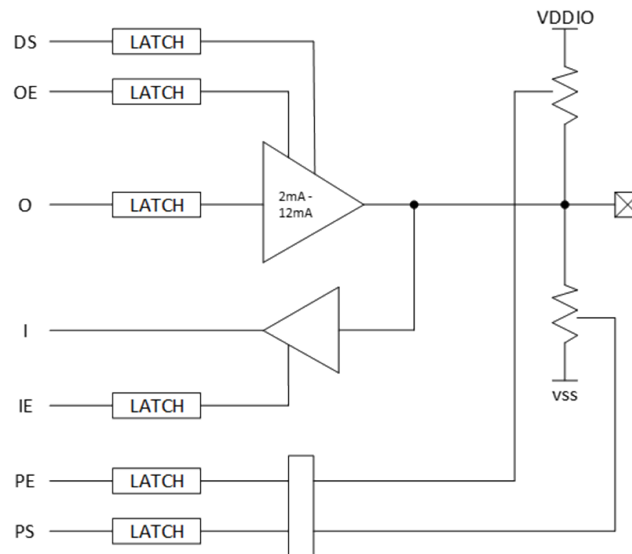 VDDIO
DS LATCH
OE LATCH
O LATCH 2mA -
12mA
I
IE LATCH
vss
PE LATCH
PS LATCH